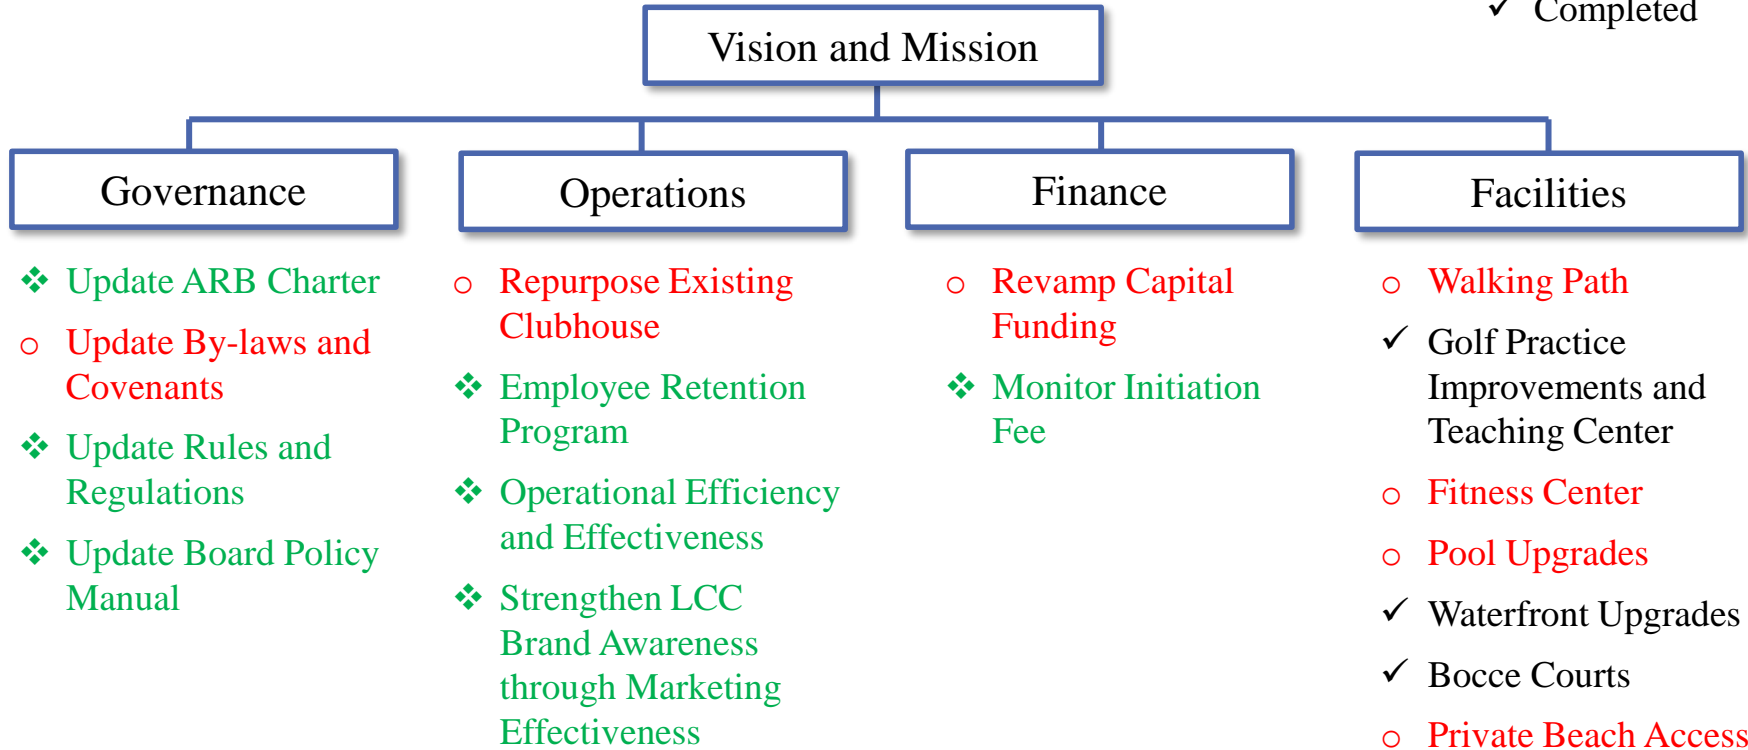 ✓ Completed
Vision and Mission
Governance
❖ Update ARB Charter
o Update By-laws and
Covenants
❖ Update Rules and
Regulations
❖ Update Board Policy
Manual
Operations
o Repurpose Existing
Clubhouse
❖ Employee Retention
Program
❖ Operational Efficiency
and Effectiveness
❖ Strengthen LCC
Brand Awareness
through Marketing
Effectiveness
Finance
o Revamp Capital
Funding
❖ Monitor Initiation
Fee
Facilities
o Walking Path
✓ Golf Practice
Improvements and
Teaching Center
o Fitness Center
o Pool Upgrades
✓ Waterfront Upgrades
✓ Bocce Courts
o Private Beach Access